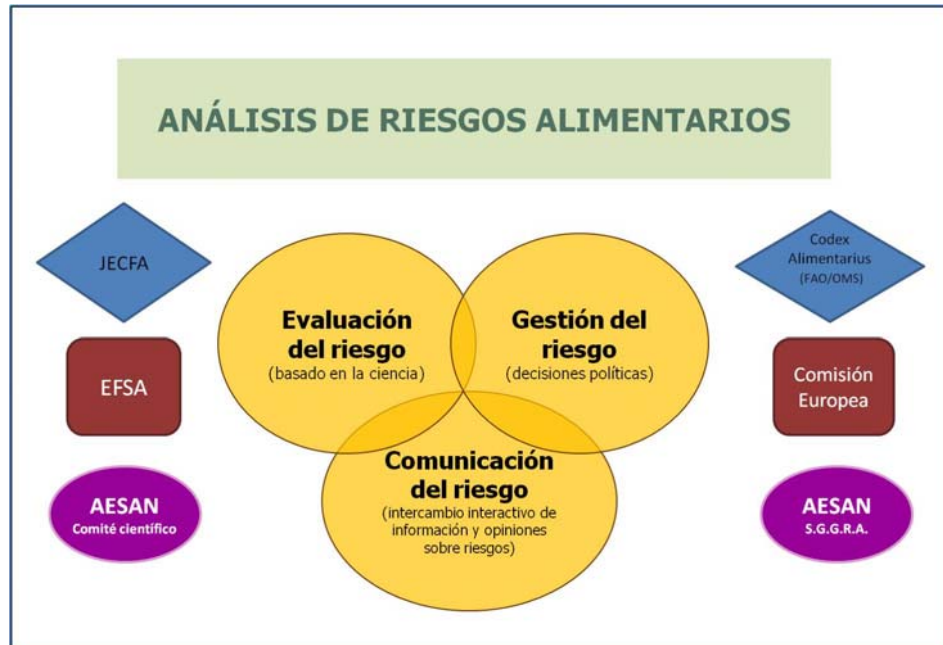 ANÁLISIS DE RIESGOS ALIMENTARIOS
JECFA
EFSA
AESAN
Comité científico
Evaluación
del riesgo
(basado en la ciencia)
Gestión del
riesgo
(decisiones políticas)
Comunicación
del riesgo
(intercambio interactivo de
información y opiniones
sobre riesgos)
Codex
Alimentarius
(FAO/OMS)
Comisión
Europea
AESAN
S.G.G.R.A.